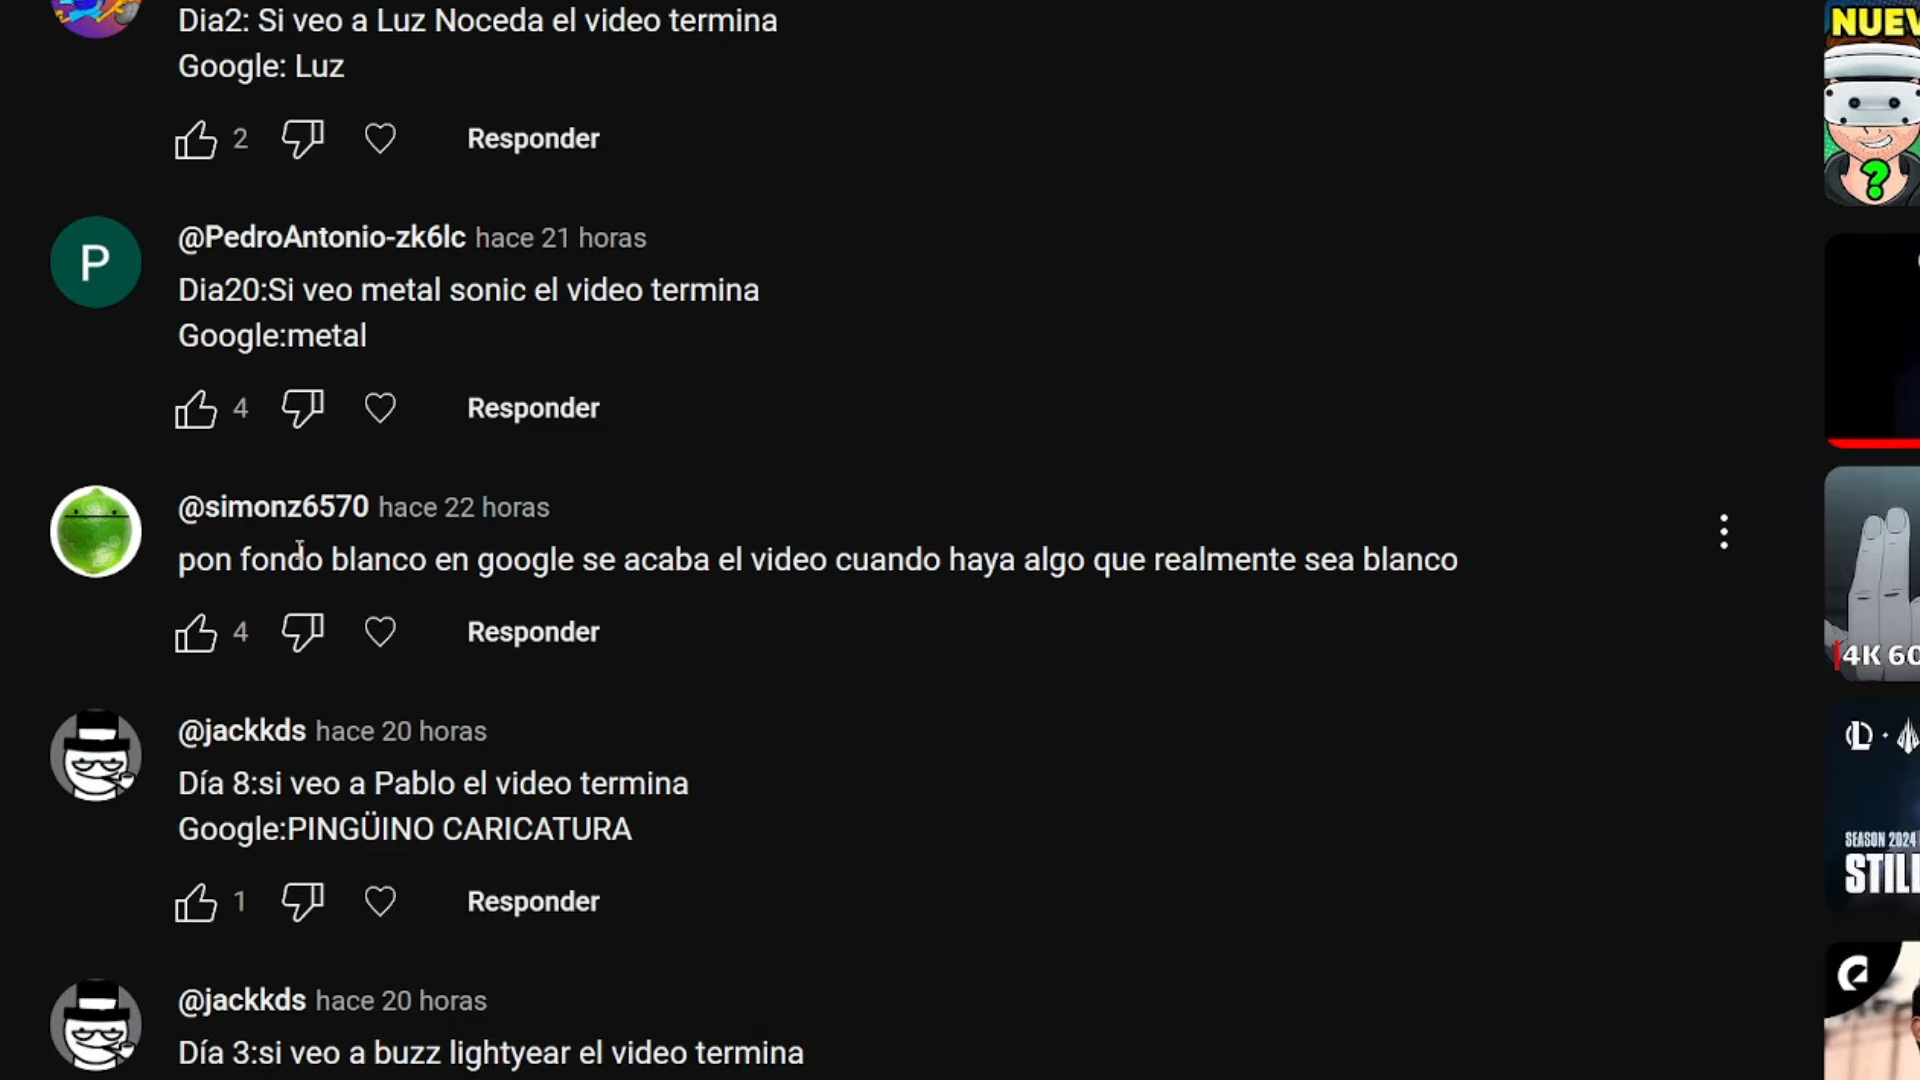 Dia2: Si veo a Luz Noceda el video termina
Google: Luz
2
Responder
P
@PedroAntonio-zk6lc hace 21 horas
Dia20:Si veo metal sonic el video termina
Google:metal
4
Responder
@simonz6570 hace 22 horas
pon fondo blanco en google se acaba el video cuando haya algo que realmente sea blanco
4
Responder
@jackkds hace 20 horas
Día 8:si veo a Pablo el video termina
Google:PINGÜINO CARICATURA
1
Responder
@jackkds hace 20 horas
Día 3:si veo a buzz lightyear el video termina
?
4K
SEASON 2024
STILL